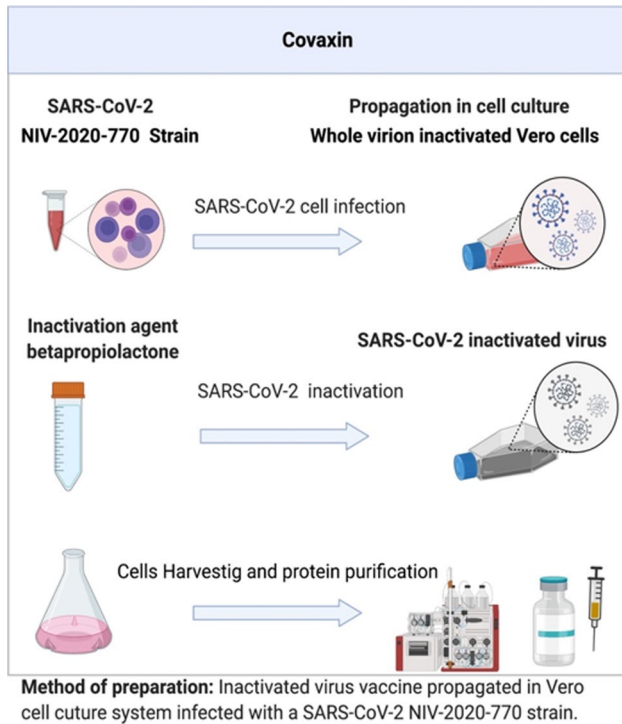 Covaxin
SARS-CoV-2
NIV-2020-770 Strain
Propagation in cell culture
Whole virion inactivated Vero cells
SARS-CoV-2 cell infection
Inactivation agent
betapropiolactone
SARS-CoV-2 inactivated virus
SARS-CoV-2 inactivation
Cells Harvestig and protein purification
Method of preparation: Inactivated virus vaccine propagated in Vero
cell cuture system infected with a SARS-CoV-2 NIV-2020-770 strain.